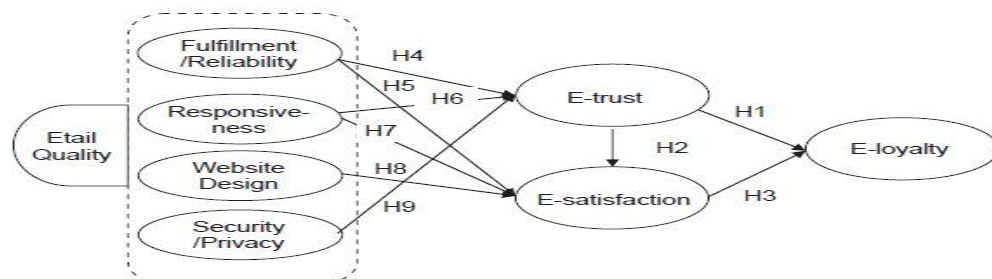 Etail
Quality
Fulfillment
/Reliability
Responsive-
ness
Website
Design
Security
/Privacy
H4
H5
H6
H7
H8
H9
E-trust
H2
E-satisfaction
H1
H3
E-loyalty